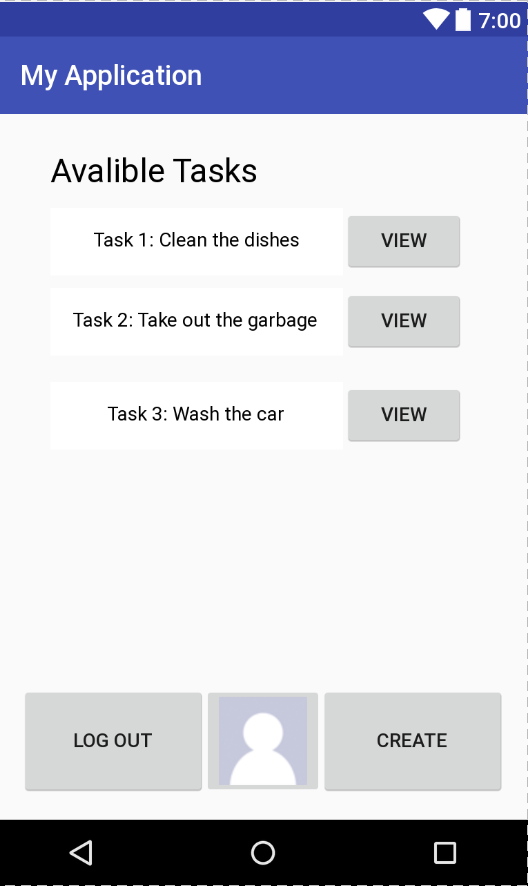 7:00
My Application
Avalible Tasks
Task 1: Clean the dishes VIEW
Task 2: Take out the garbage VIEW
Task 3: Wash the car VIEW
LOG OUT CREATE